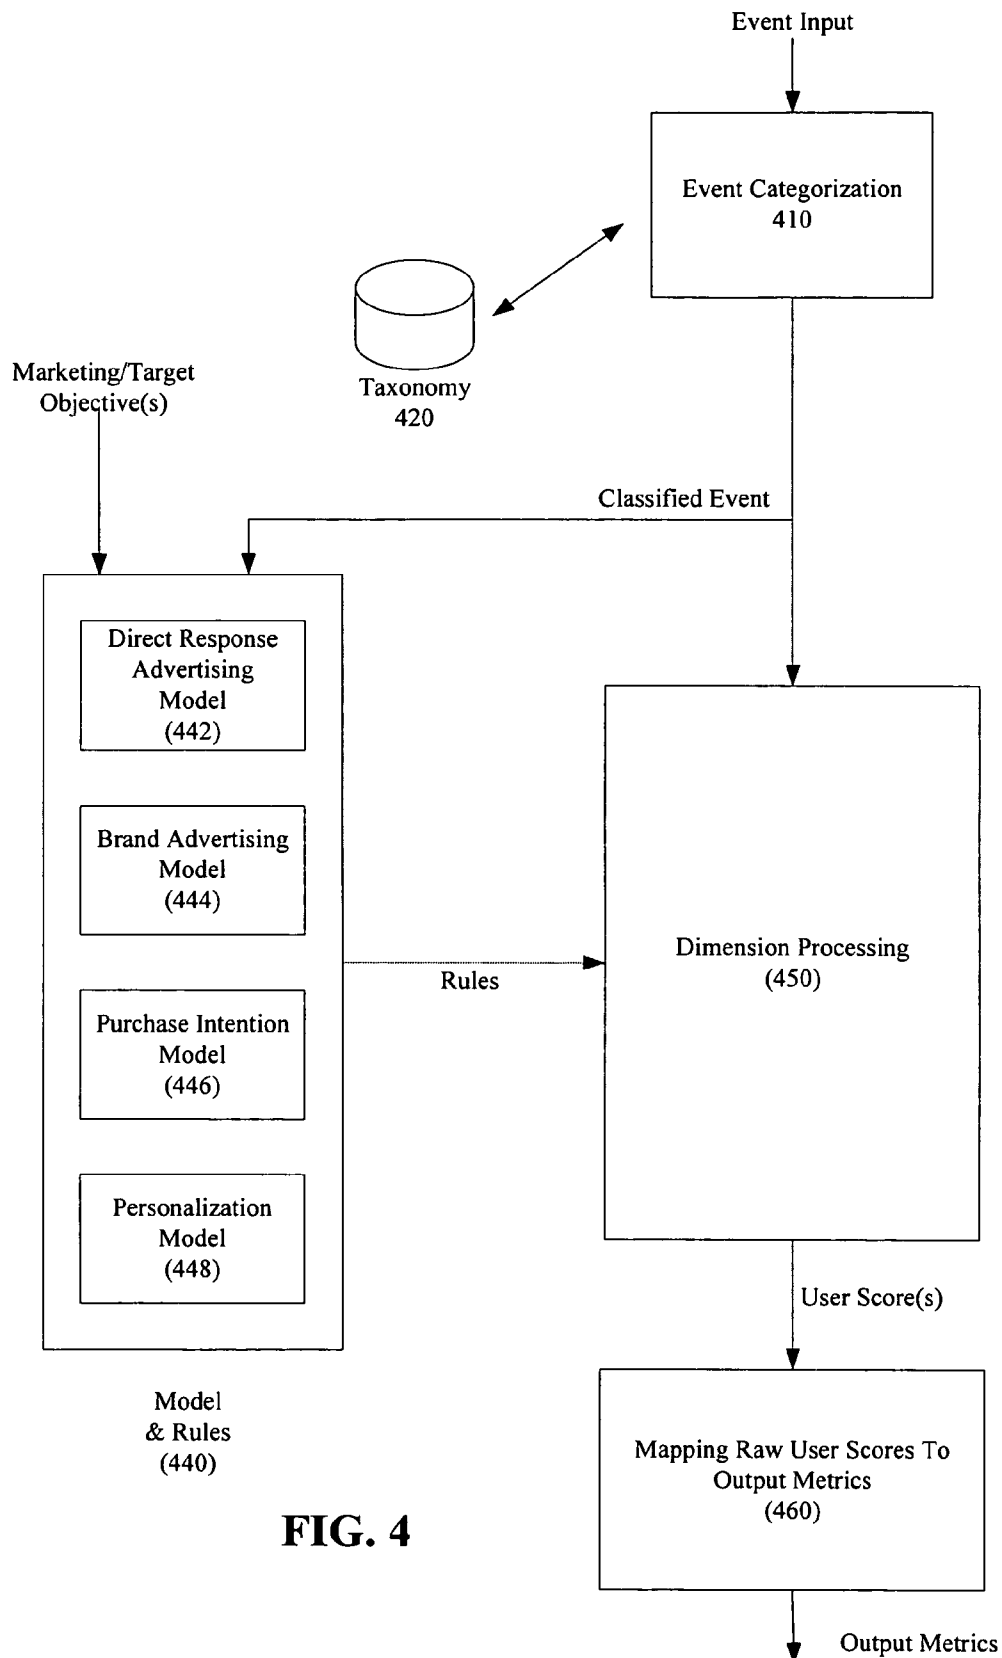 Event Input
Event Categorization
410
Taxonomy
420
Marketing/Target
Objective(s)
Classified Event
Direct Response
Advertising
Model
(442)
Brand Advertising
Model
(444)
Purchase Intention
Model
(446)
Personalization
Model
(448)
Rules
Dimension Processing
(450)
User Score(s)
Model
& Rules
(440)
Mapping Raw User Scores To
Output Metrics
(460)
FIG. 4
Output Metrics